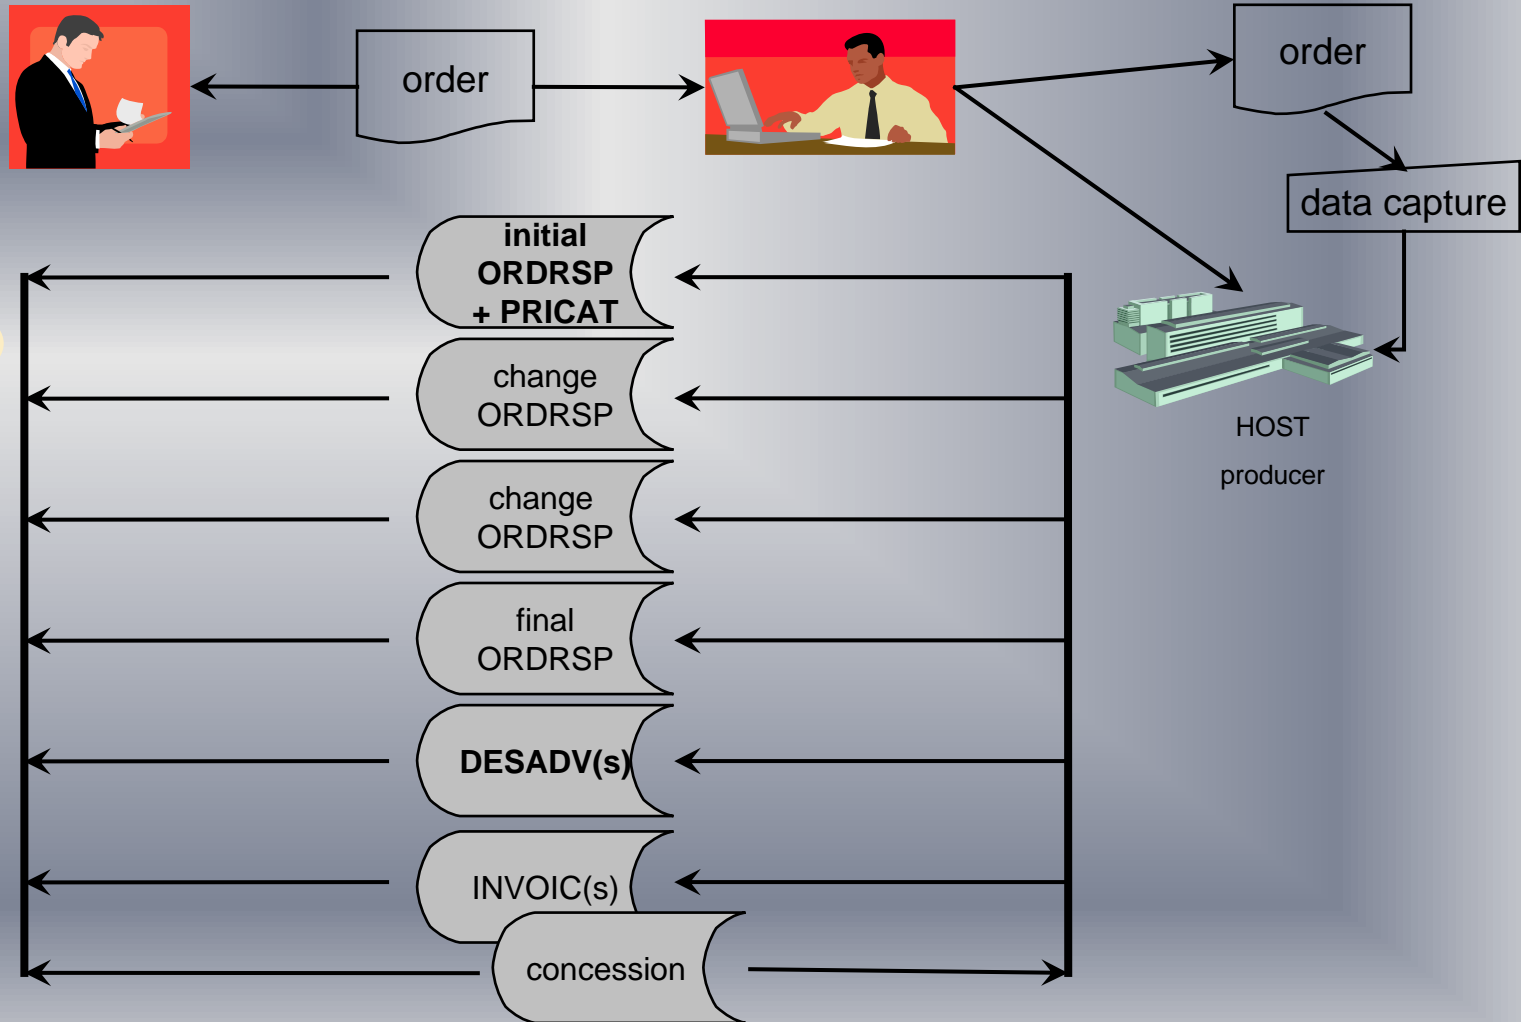 order
order
data capture
initial
ORDRSP
+ PRICAT
change
ORDRSP
HOST
producer
change
ORDRSP
final
ORDRSP
DESADV(s)
INVOIC(s)
concession